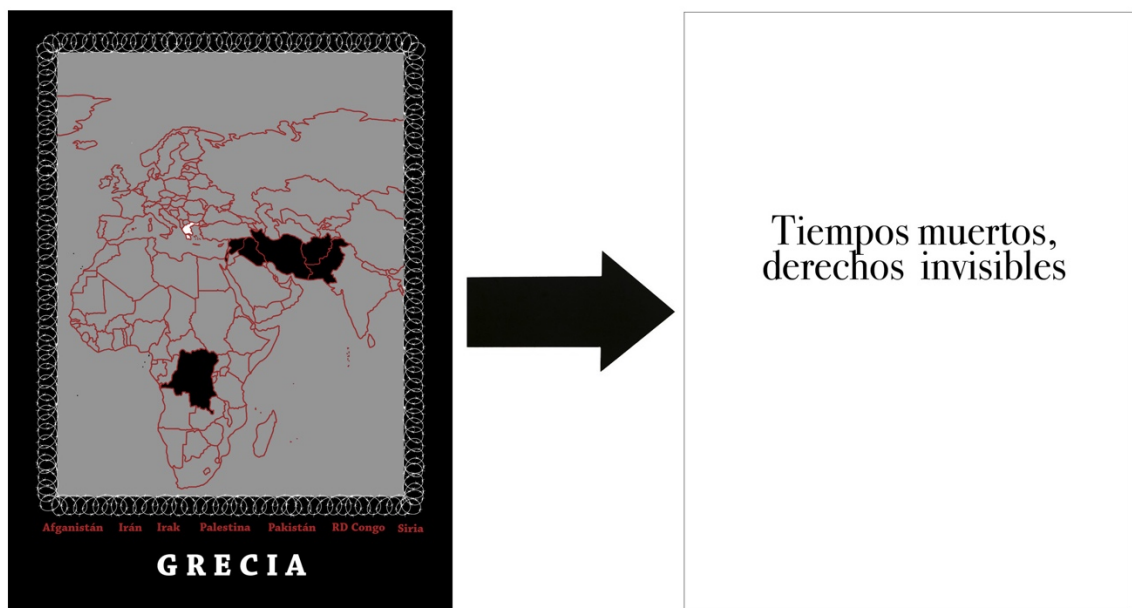 Afganistán Irán Irak Palestina Pakistán RD Congo Siria
GRECIA
Tiempos muertos,
derechos invisibles